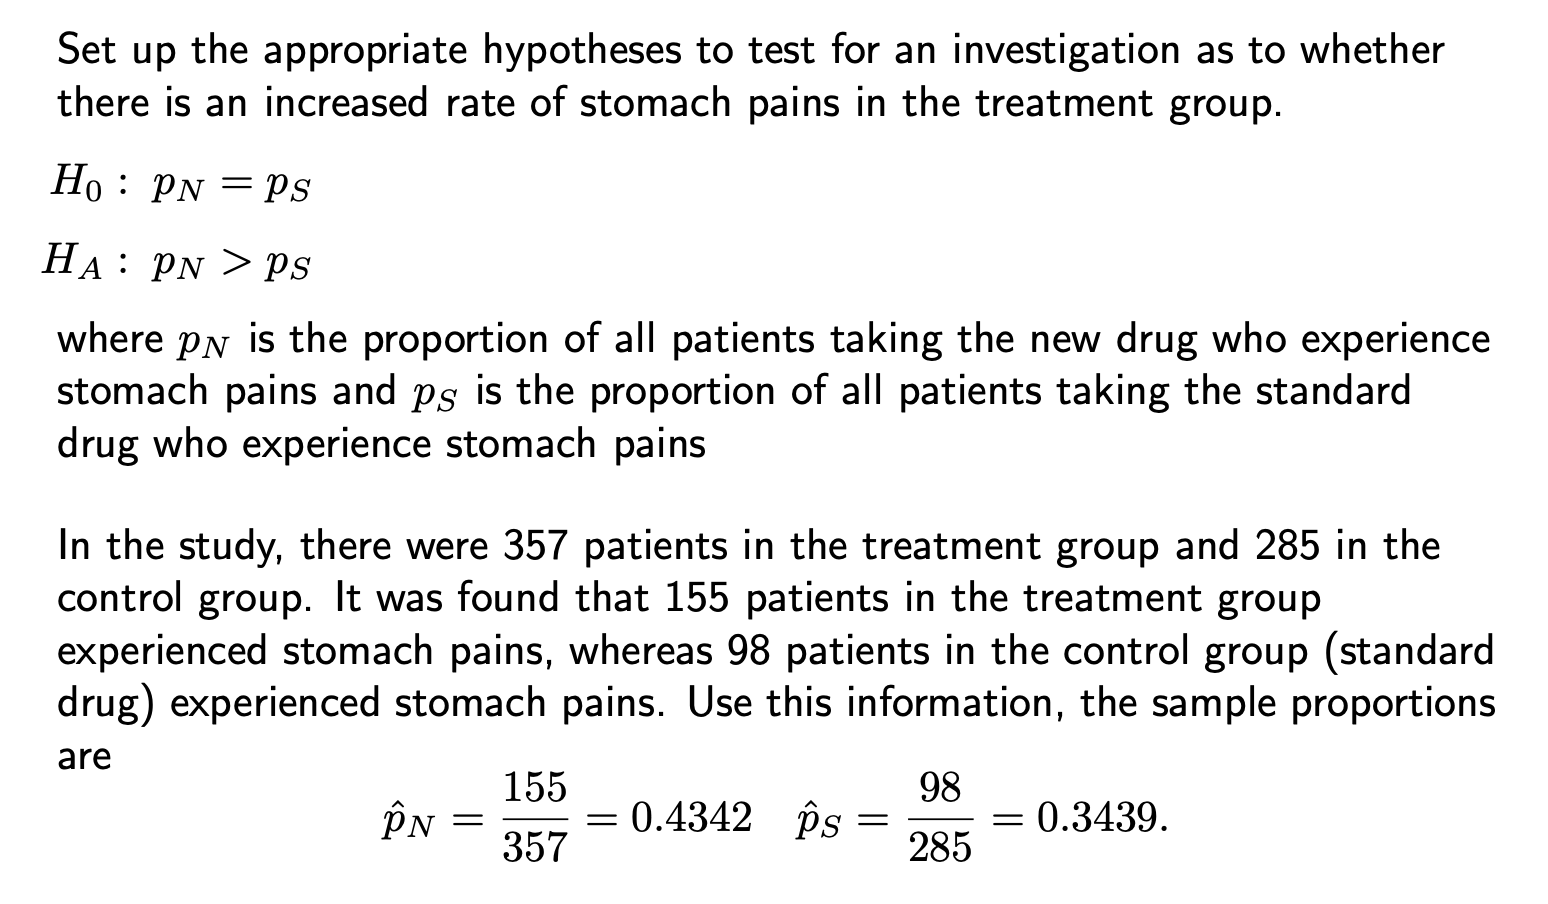 Set up the appropriate hypotheses to test for an investigation as to whether
there is an increased rate of stomach pains in the treatment group.
H₀ : p_N = p_S
H_A : p_N > p_S
where p_N is the proportion of all patients taking the new drug who experience
stomach pains and p_S is the proportion of all patients taking the standard
drug who experience stomach pains
In the study, there were 357 patients in the treatment group and 285 in the
control group. It was found that 155 patients in the treatment group
experienced stomach pains, whereas 98 patients in the control group (standard
drug) experienced stomach pains. Use this information, the sample proportions
are
p̂_N = 155/357 = 0.4342 p̂_S = 98/285 = 0.3439.